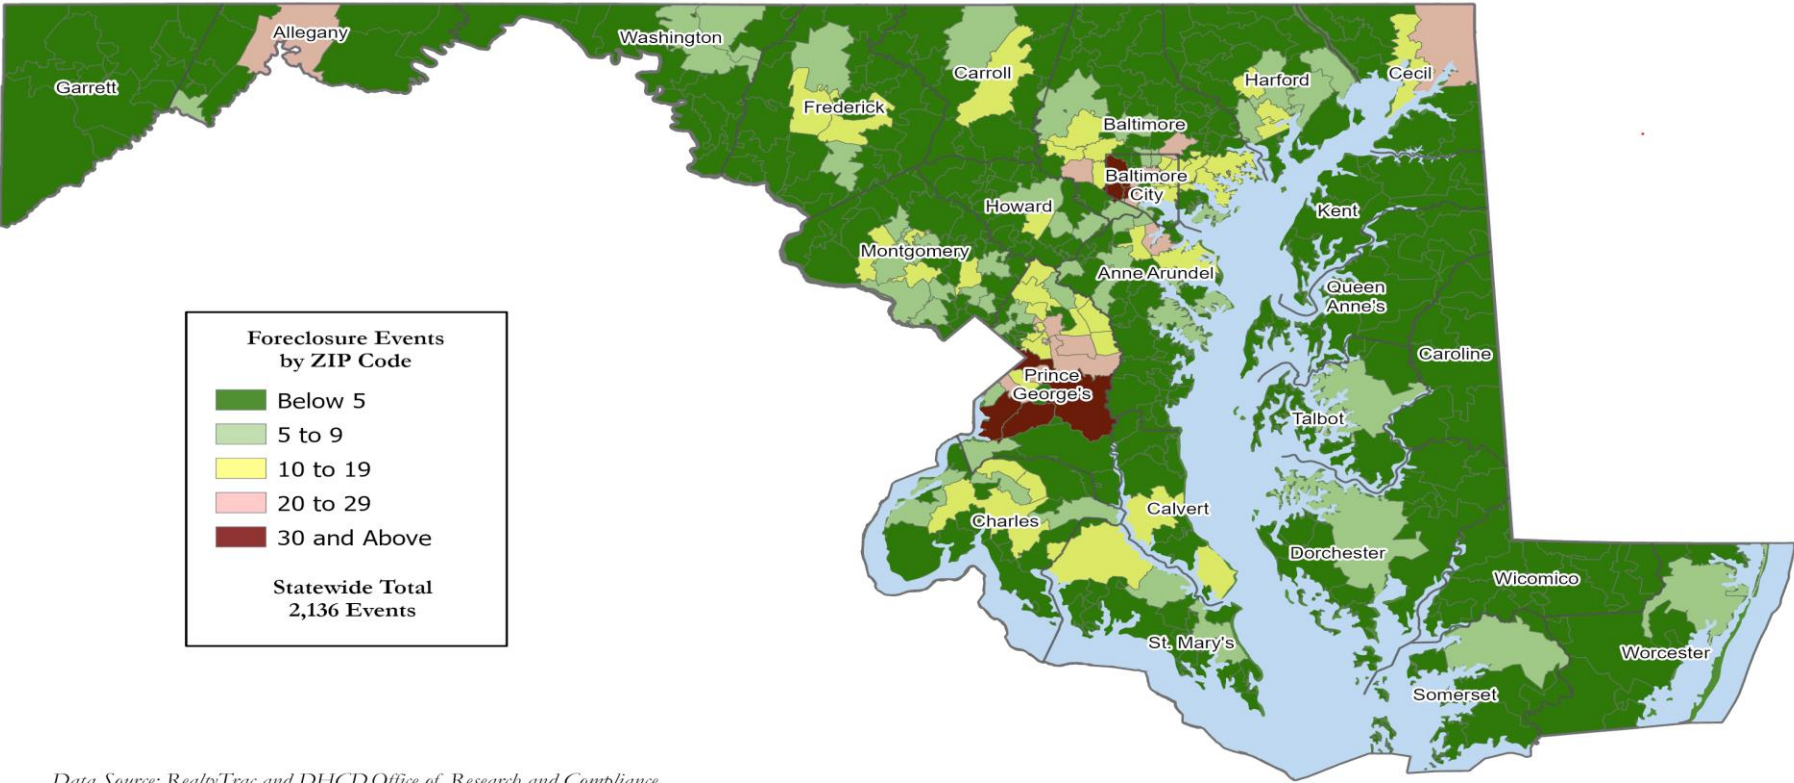 Allegany
Washington
Garrett
Carroll
Frederick
Harford
Cecil
Baltimore
Baltimore
City
Howard
Kent
Montgomery
Anne Arundel
Queen
Anne's
Caroline
Prince
George's
Talbot
Calvert
Charles
Dorchester
Wicomico
St. Mary's
Worcester
Somerset
Foreclosure Events
by ZIP Code
Below 5
5 to 9
10 to 19
20 to 29
30 and Above
Statewide Total
2,136 Events
Data Source: RealtyTrac and DHCD Office of Research and Compliance